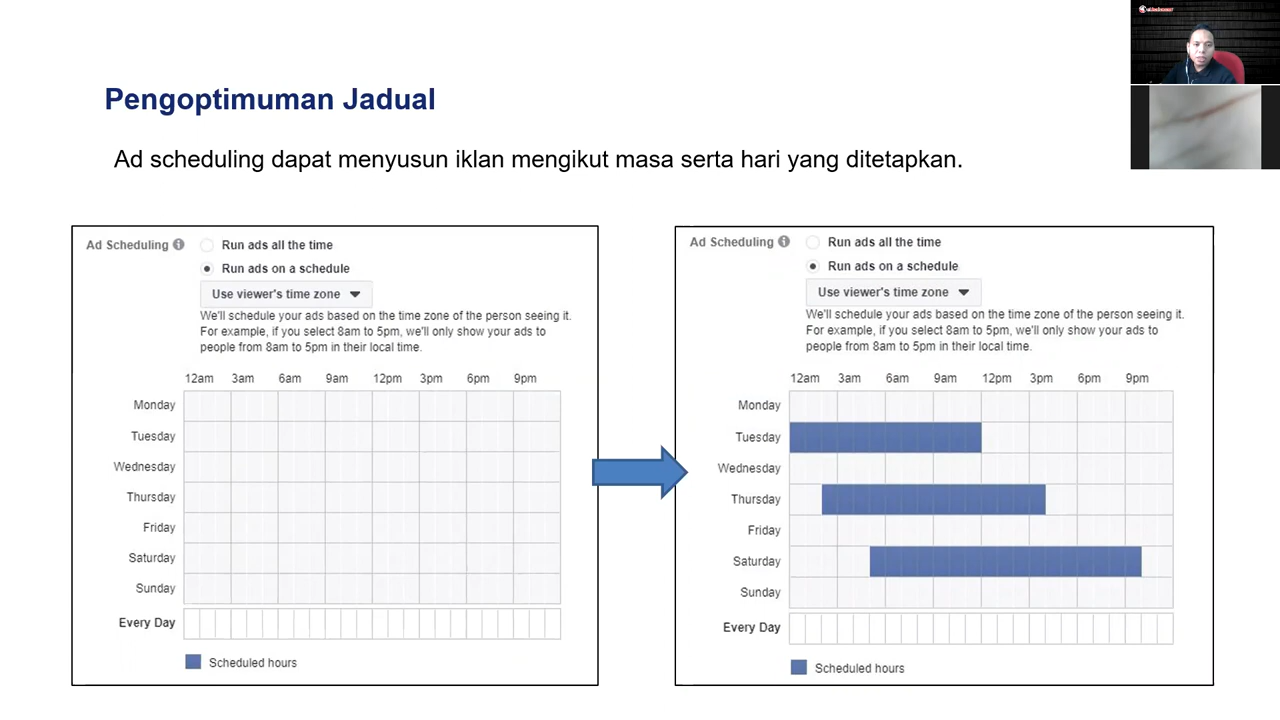 Pengoptimuman Jadual
Ad scheduling dapat menyusun iklan mengikut masa serta hari yang ditetapkan.
Ad Scheduling
Run ads all the time
Run ads on a schedule
Use viewer's time zone
We'll schedule your ads based on the time zone of the person seeing it.
For example, if you select 8am to 5pm, we'll only show your ads to
people from 8am to 5pm in their local time.
12am 3am 6am 9am 12pm 3pm 6pm 9pm
Monday
Tuesday
Wednesday
Thursday
Friday
Saturday
Sunday
Every Day
Scheduled hours
Ad Scheduling
Run ads all the time
Run ads on a schedule
Use viewer's time zone
We'll schedule your ads based on the time zone of the person seeing it.
For example, if you select 8am to 5pm, we'll only show your ads to
people from 8am to 5pm in their local time.
12am 3am 6am 9am 12pm 3pm 6pm 9pm
Monday
Tuesday
Wednesday
Thursday
Friday
Saturday
Sunday
Every Day
Scheduled hours